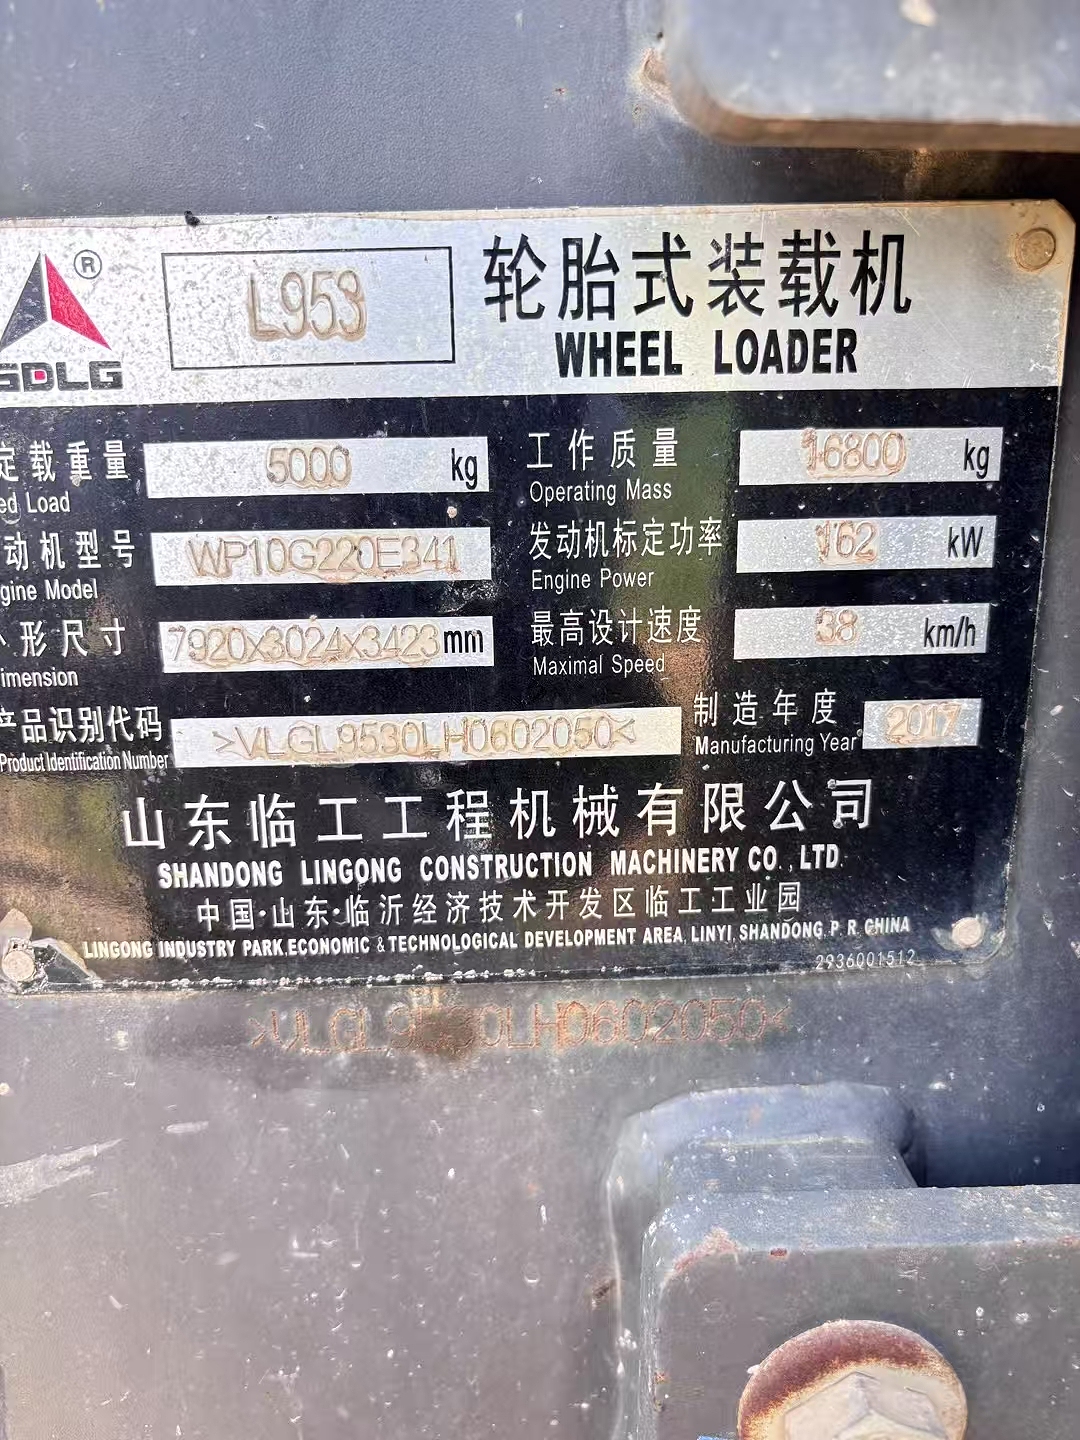 ®
SDLG
L953
轮胎式装载机
WHEEL LOADER
定载重量 5000 kg
ed Load
工作质量 16800 kg
Operating Mass
动机型号 WP10G220E341
gine Model
发动机标定功率 162 kW
Engine Power
外形尺寸 7920x3024x3423 mm
imension
最高设计速度 38 km/h
Maximal Speed
产品识别代码 >VLGL9530LH0602050<
Product Identification Number
制造年度 2017
Manufacturing Year
山东临工工程机械有限公司
SHANDONG LINGONG CONSTRUCTION MACHINERY CO.,LTD.
中国·山东·临沂经济技术开发区临工工业园
LINGONG INDUSTRY PARK.ECONOMIC & TECHNOLOGICAL DEVELOPMENT AREA, LINYI, SHANDONG, P. R. CHINA
2936001512
>VLGL9530LH0602050<